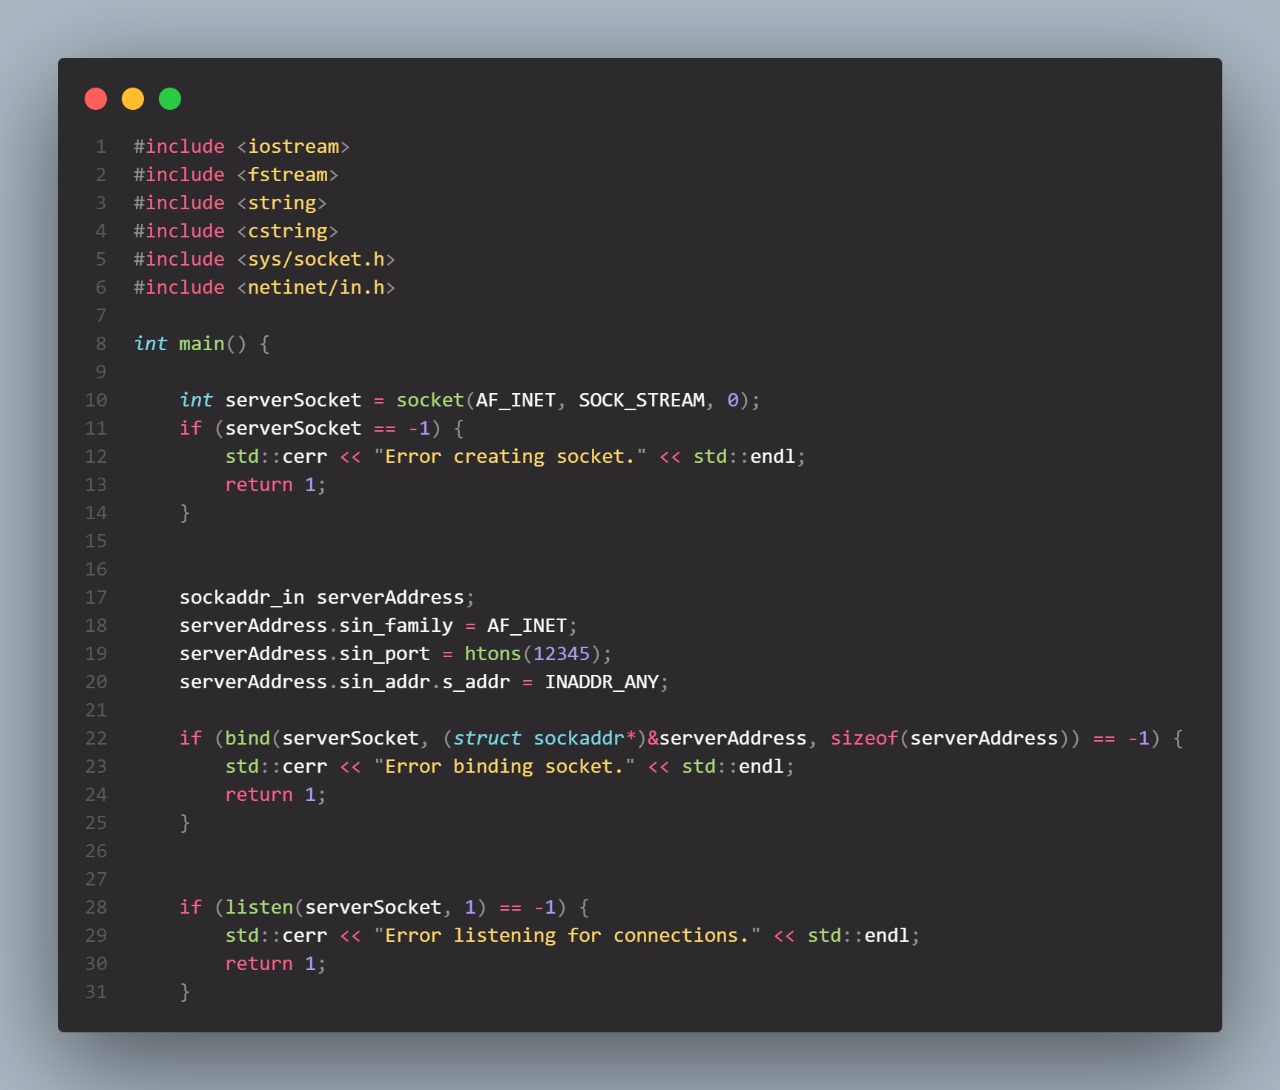 1 #include <iostream>
2 #include <fstream>
3 #include <string>
4 #include <cstring>
5 #include <sys/socket.h>
6 #include <netinet/in.h>
7
8 int main() {
9
10     int serverSocket = socket(AF_INET, SOCK_STREAM, 0);
11     if (serverSocket == -1) {
12         std::cerr << "Error creating socket." << std::endl;
13         return 1;
14     }
15
16
17     sockaddr_in serverAddress;
18     serverAddress.sin_family = AF_INET;
19     serverAddress.sin_port = htons(12345);
20     serverAddress.sin_addr.s_addr = INADDR_ANY;
21
22     if (bind(serverSocket, (struct sockaddr*)&serverAddress, sizeof(serverAddress)) == -1) {
23         std::cerr << "Error binding socket." << std::endl;
24         return 1;
25     }
26
27
28     if (listen(serverSocket, 1) == -1) {
29         std::cerr << "Error listening for connections." << std::endl;
30         return 1;
31     }